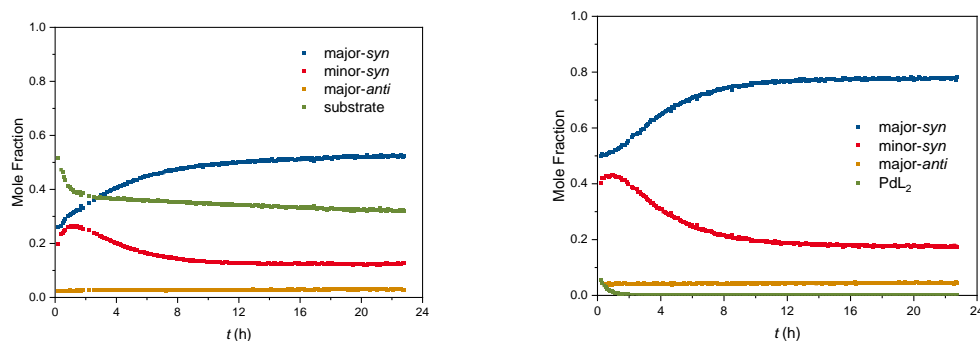 1.0
0.8
0.6
0.4
0.2
0.0
Mole Fraction
0 4 8 12 16 20 24
t (h)
major-syn
minor-syn
major-anti
substrate
1.0
0.8
0.6
0.4
0.2
0.0
Mole Fraction
0 4 8 12 16 20 24
t (h)
major-syn
minor-syn
major-anti
PdL₂